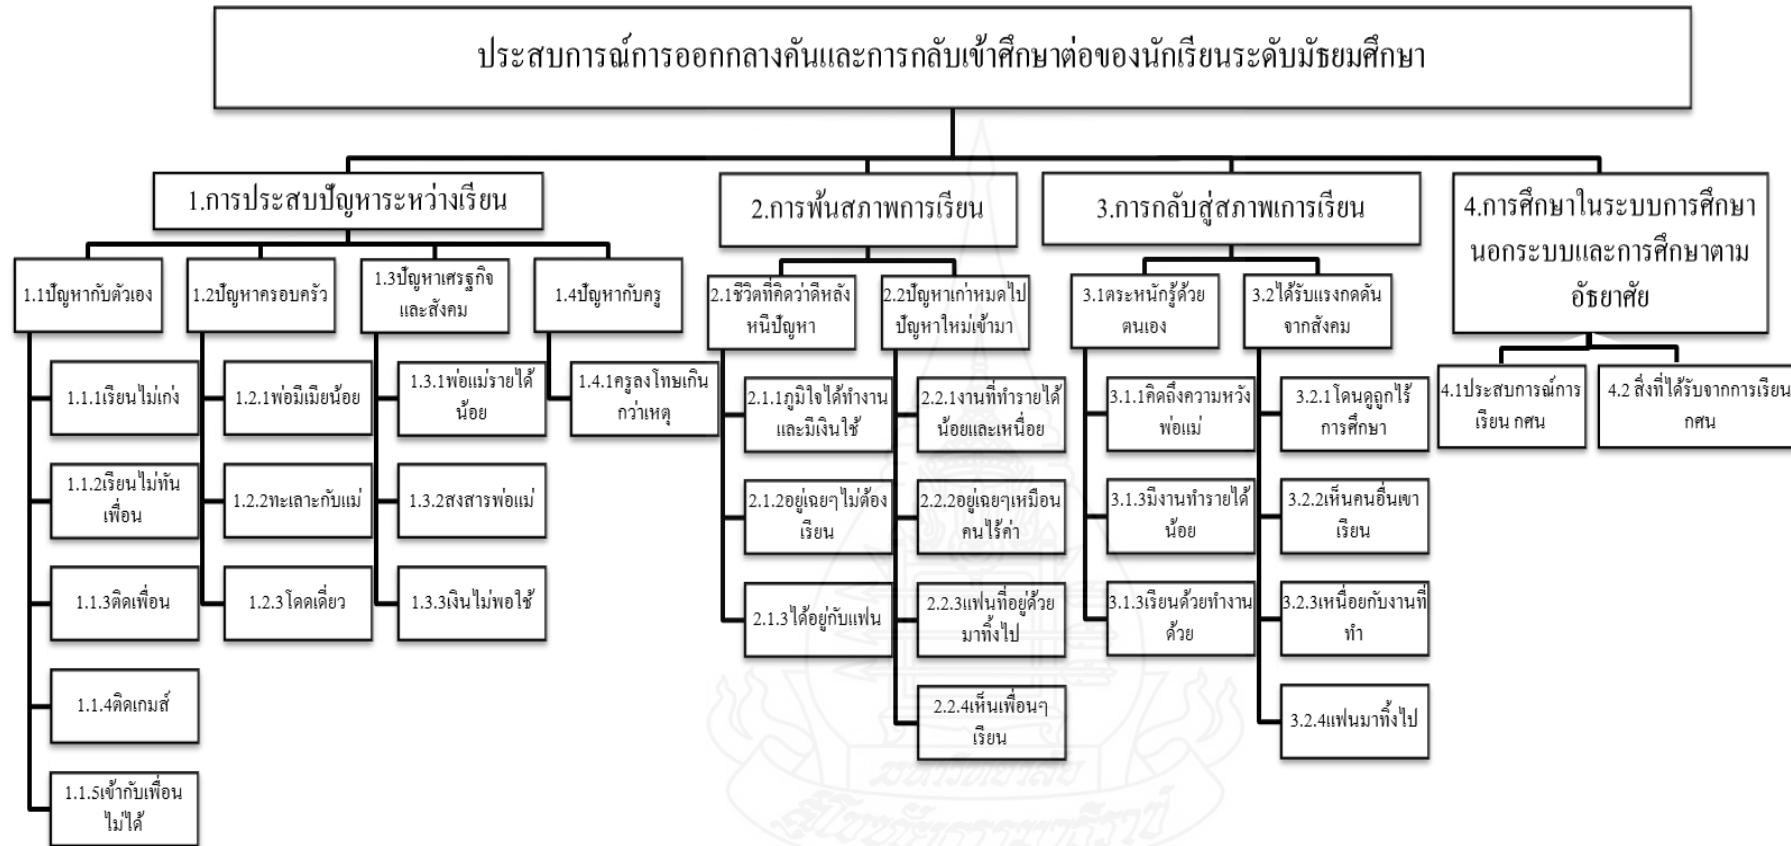 ประสบการณ์การออกกลางคันและการกลับเข้าศึกษาต่อของนักเรียนระดับมัธยมศึกษา
1.การประสบปัญหาระหว่างเรียน
1.1ปัญหากับตัวเอง
1.1.1เรียนไม่เก่ง
1.1.2เรียนไม่ทัน
เพื่อน
1.1.3ติดเพื่อน
1.1.4ติดเกมส์
1.1.5เข้ากับเพื่อน
ไม่ได้
1.2ปัญหาครอบครัว
1.2.1พ่อมีเมียน้อย
1.2.2ทะเลาะกับแม่
1.2.3โดดเดี่ยว
1.3ปัญหาเศรฐกิจ
และสังคม
1.3.1พ่อแม่รายได้
น้อย
1.3.2สงสารพ่อแม่
1.3.3เงินไม่พอใช้
1.4ปัญหากับครู
1.4.1ครูลงโทษเกิน
กว่าเหตุ
2.การพ้นสภาพการเรียน
2.1ชีวิตที่คิดว่าดีหลัง
หนีปัญหา
2.1.1ภูมิใจได้ทำงาน
และมีเงินใช้
2.1.2อยู่เฉยๆไม่ต้อง
เรียน
2.1.3ได้อยู่กับแฟน
2.2ปัญหาเก่าหมดไป
ปัญหาใหม่เข้ามา
2.2.1งานที่ทำรายได้
น้อยและเหนื่อย
2.2.2อยู่เฉยๆเหมือน
คนไร้ค่า
2.2.3แฟนที่อยู่ด้วย
มาทิ้งไป
2.2.4เห็นเพื่อนๆ
เรียน
3.การกลับสู่สภาพเการเรียน
3.1ตระหนักรู้ด้วย
ตนเอง
3.1.1คิดถึงความหวัง
พ่อแม่
3.1.3มีงานทำรายได้
น้อย
3.1.3เรียนด้วยทำงาน
ด้วย
3.2ได้รับแรงกดดัน
จากสังคม
3.2.1โดนดูถูกไร้
การศึกษา
3.2.2เห็นคนอื่นเขา
เรียน
3.2.3เหนื่อยกับงานที่
ทำ
3.2.4แฟนมาทิ้งไป
4.การศึกษาในระบบการศึกษา
นอกระบบและการศึกษาตาม
อัธยาศัย
4.1ประสบการณ์การ
เรียน กศน
4.2 สิ่งที่ได้รับจากการเรียน
กศน
มหาวิทยาลัย
สุโขทัยธรรมาธิราช